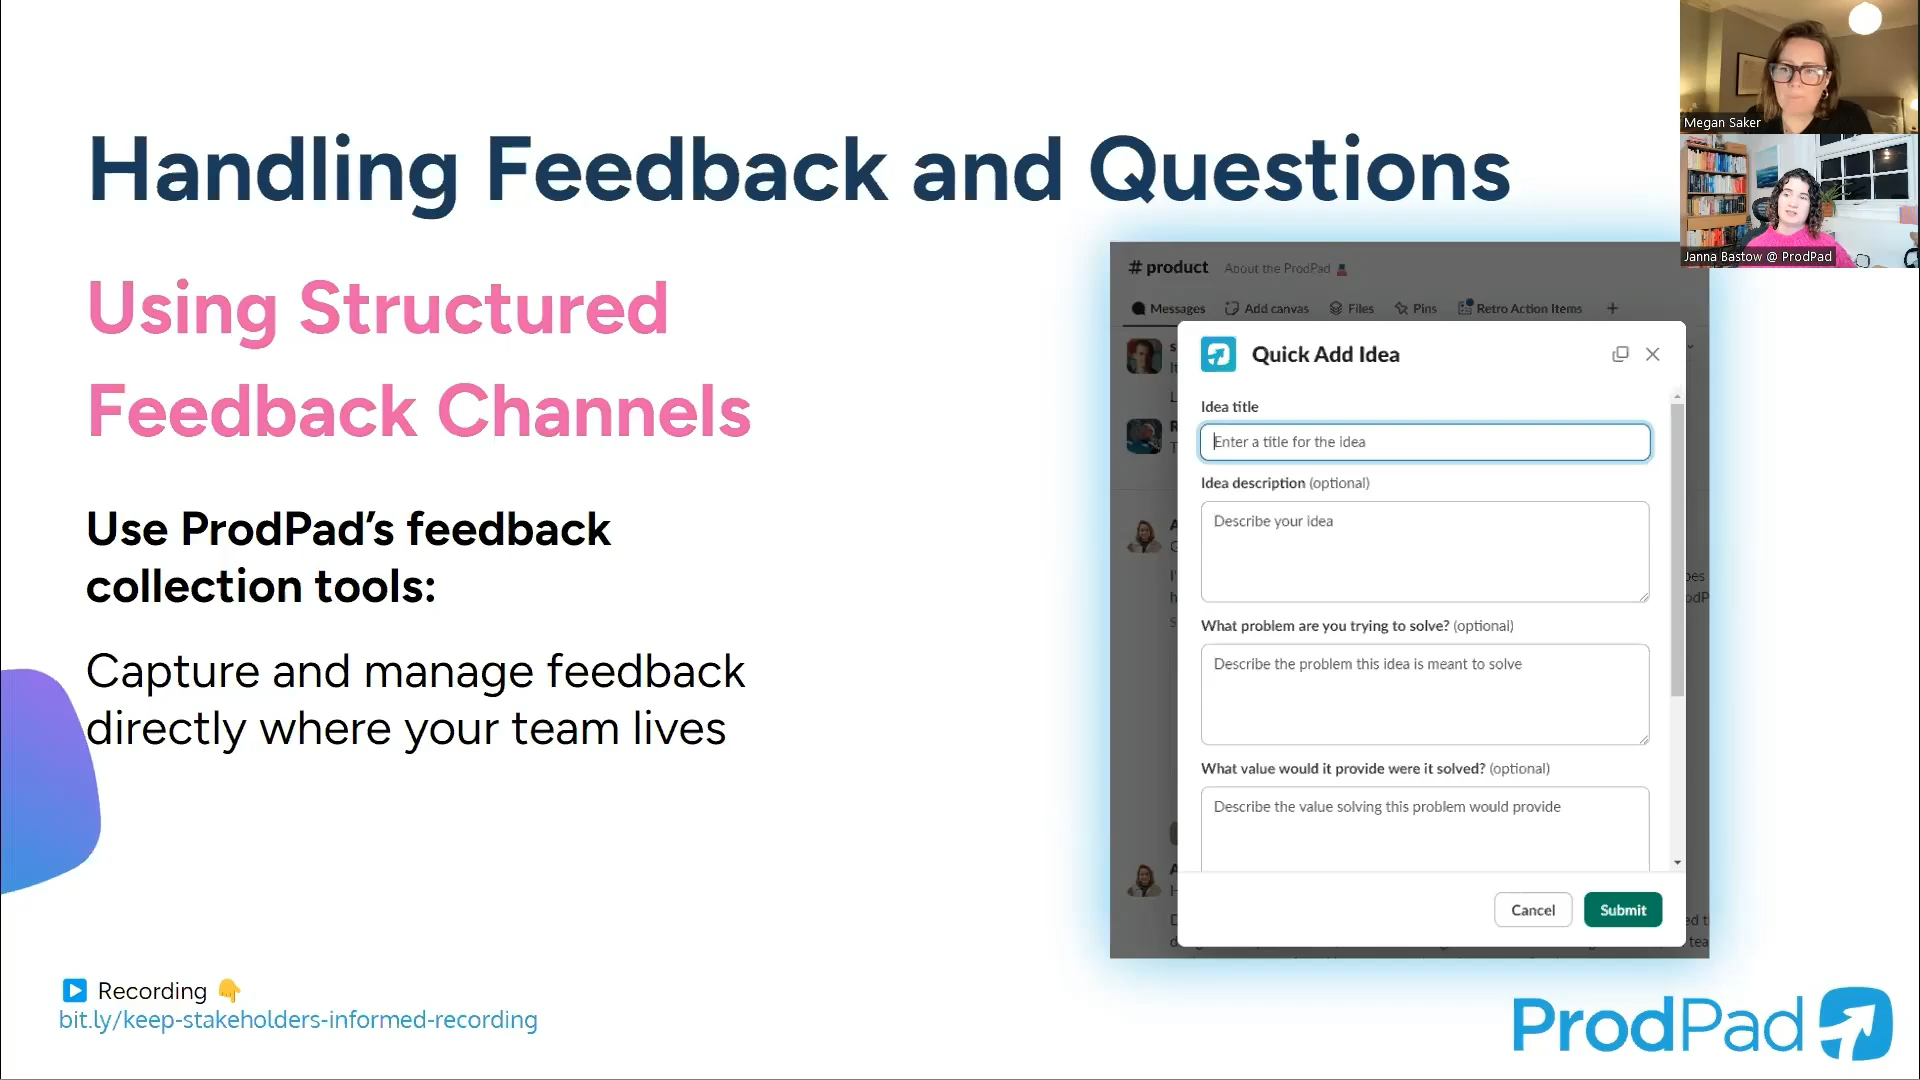 Handling Feedback and Questions
Using Structured
Feedback Channels
Use ProdPad’s feedback
collection tools:
Capture and manage feedback
directly where your team lives
Recording
bit.ly/keep-stakeholders-informed-recording
# product About the ProdPad
Messages Add canvas Files Pins Retro Action Items +
Quick Add Idea
Idea title
Enter a title for the idea
Idea description (optional)
Describe your idea
What problem are you trying to solve? (optional)
Describe the problem this idea is meant to solve
What value would it provide were it solved? (optional)
Describe the value solving this problem would provide
Cancel Submit
Megan Saker
Janna Bastow @ ProdPad
ProdPad